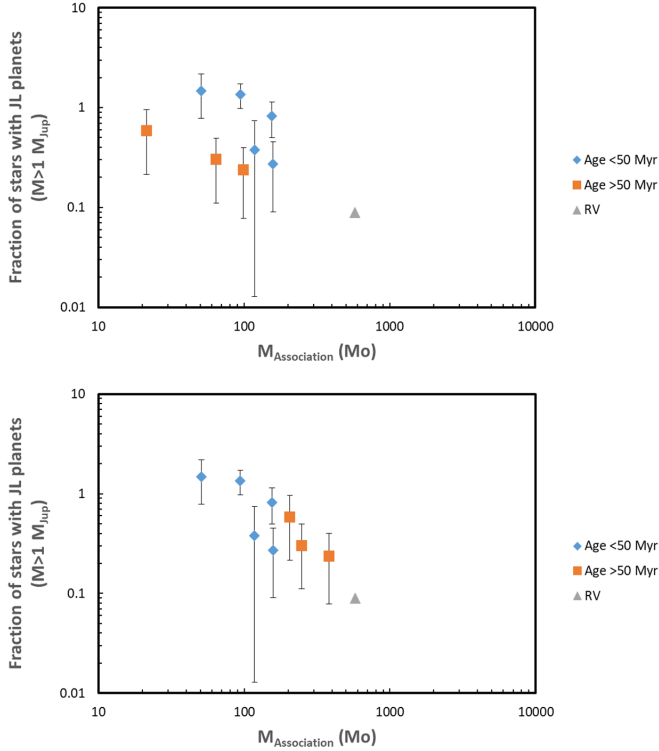 Fraction of stars with JL planets
(M>1 MJup)
10
1
0.1
0.01
10 100 1000 10000
MAssociation (Mo)
Age <50 Myr
Age >50 Myr
RV
Fraction of stars with JL planets
(M>1 MJup)
10
1
0.1
0.01
10 100 1000 10000
MAssociation (Mo)
Age <50 Myr
Age >50 Myr
RV